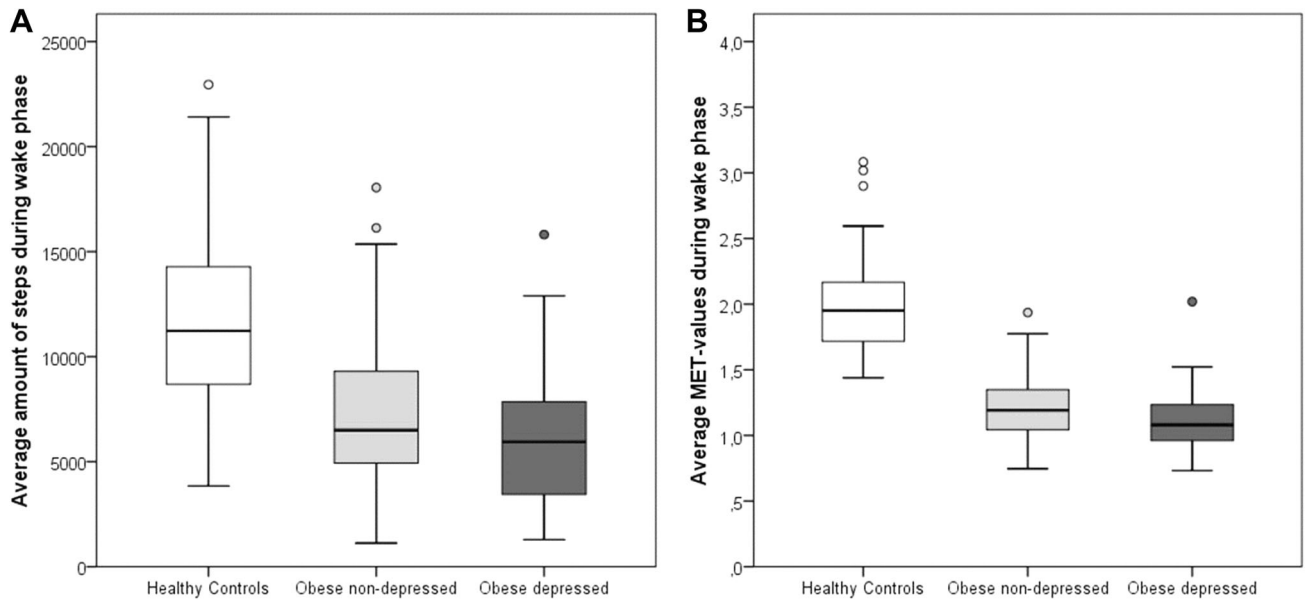 A
Average amount of steps during wake phase
25000
20000
15000
10000
5000
0
Healthy Controls
Obese non-depressed
Obese depressed
B
Average MET-values during wake phase
4,0
3,5
3,0
2,5
2,0
1,5
1,0
,5
,0
Healthy Controls
Obese non-depressed
Obese depressed